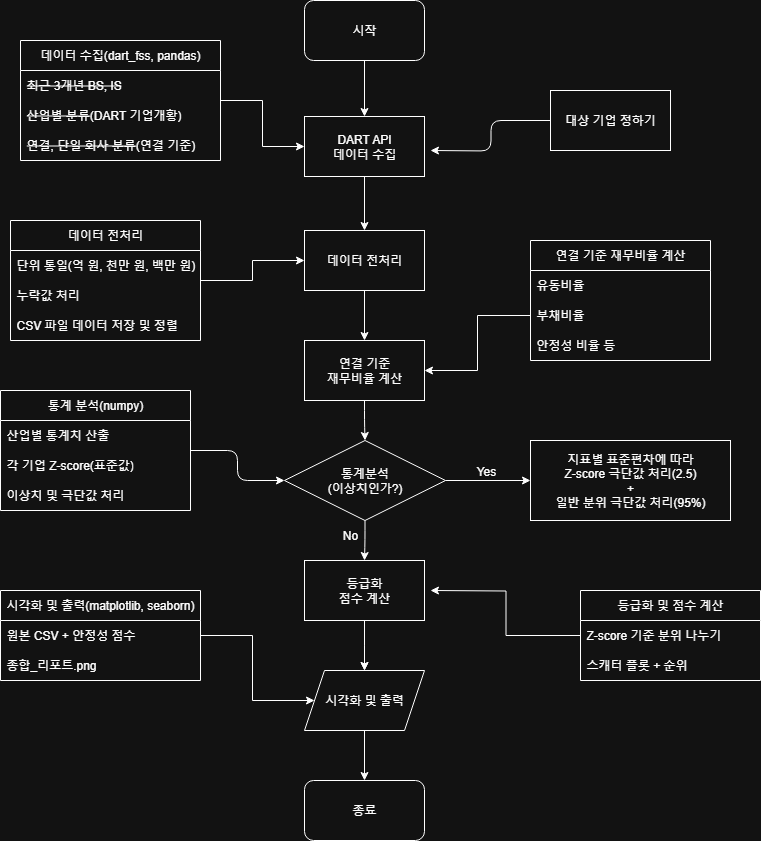 시작
데이터 수집(dart_fss, pandas)
최근 3개년 BS, IS
산업별 분류(DART 기업개황)
연결, 단일 회사 분류(연결 기준)
DART API
데이터 수집
대상 기업 정하기
데이터 전처리
단위 통일(억 원, 천만 원, 백만 원)
누락값 처리
CSV 파일 데이터 저장 및 정렬
데이터 전처리
연결 기준 재무비율 계산
유동비율
부채비율
안정성 비율 등
연결 기준
재무비율 계산
통계 분석(numpy)
산업별 통계치 산출
각 기업 Z-score(표준값)
이상치 및 극단값 처리
통계분석
(이상치인가?)
Yes
지표별 표준편차에 따라
Z-score 극단값 처리(2.5)
+
일반 분위 극단값 처리(95%)
No
등급화
점수 계산
시각화 및 출력(matplotlib, seaborn)
원본 CSV + 안정성 점수
종합_리포트.png
등급화 및 점수 계산
Z-score 기준 분위 나누기
스캐터 플롯 + 순위
시각화 및 출력
종료